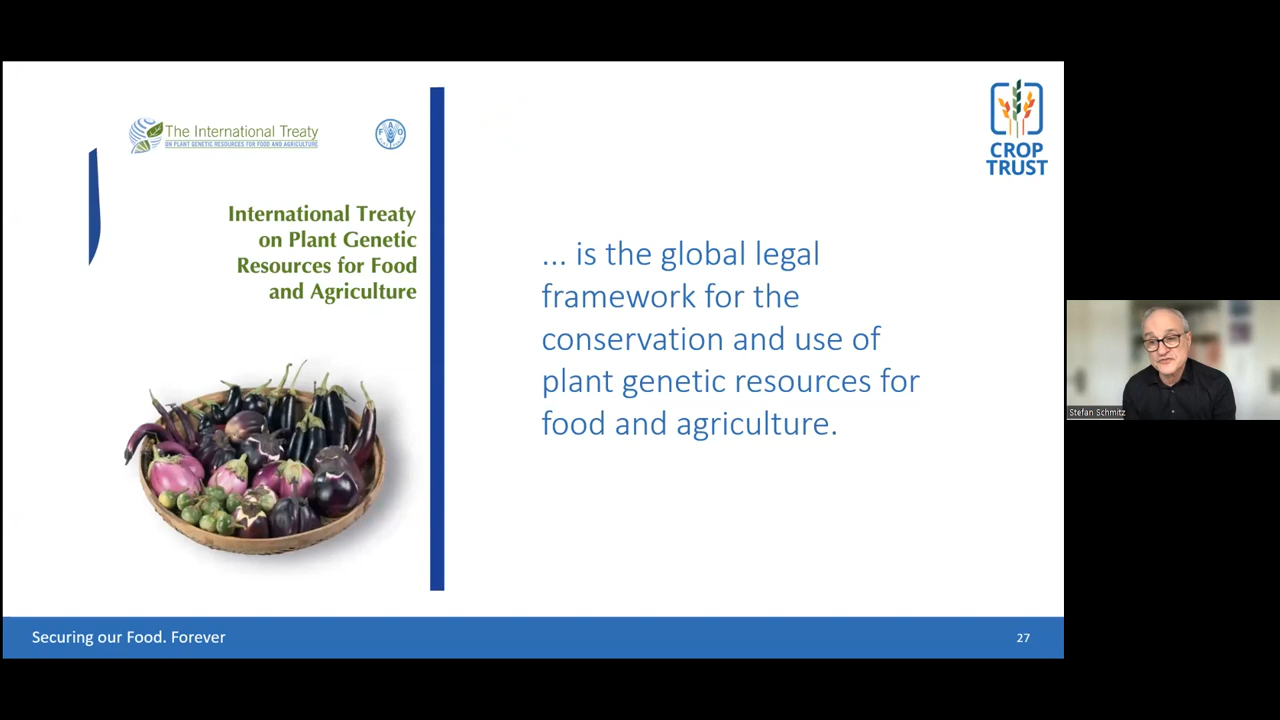 The International Treaty
ON PLANT GENETIC RESOURCES FOR FOOD AND AGRICULTURE
FAO
International Treaty
on Plant Genetic
Resources for Food
and Agriculture
CROP
TRUST
... is the global legal
framework for the
conservation and use of
plant genetic resources for
food and agriculture.
Stefan Schmitz
Securing our Food. Forever
27